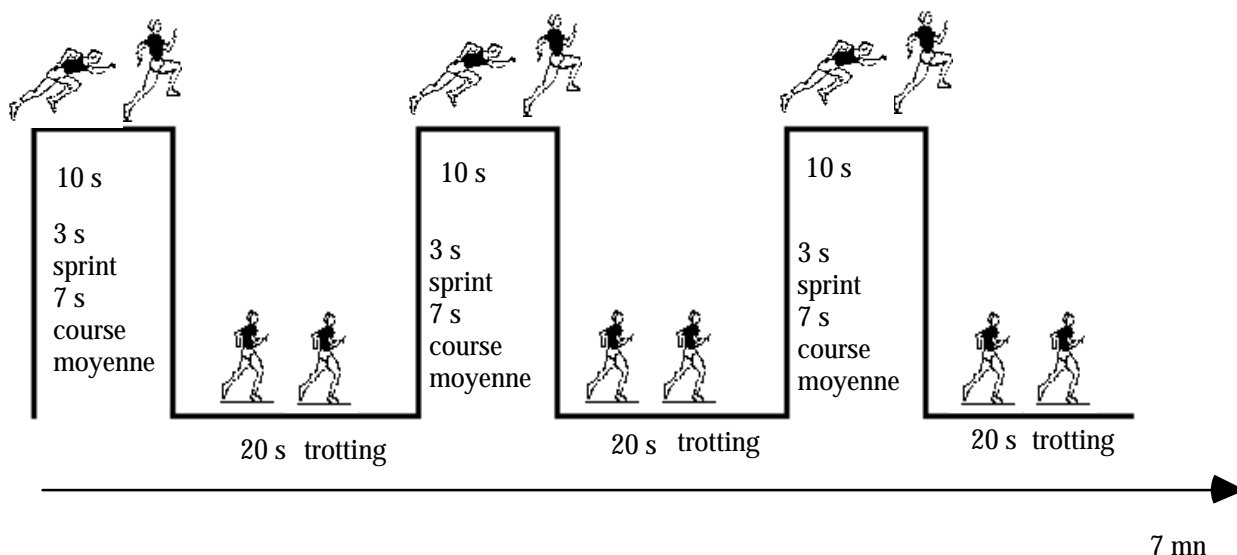 10 s
3 s
sprint
7 s
course
moyenne
20 s trotting
10 s
3 s
sprint
7 s
course
moyenne
20 s trotting
10 s
3 s
sprint
7 s
course
moyenne
20 s trotting
7 mn